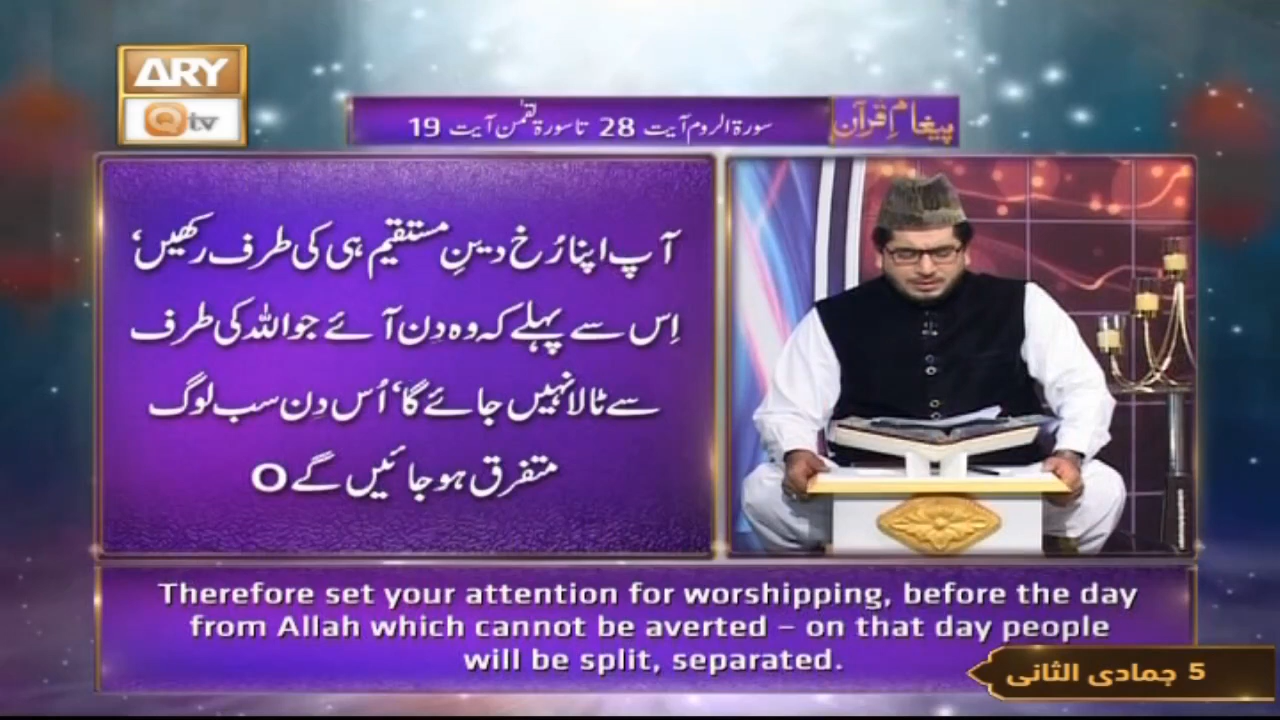 ARY
Qtv
پیغامِ قرآن
سورۃ الروم آیت 28 تا سورۃ لقمٰن آیت 19
آپ اپنا رُخ دینِ مستقیم ہی کی طرف رکھیں‘
اِس سے پہلے کہ وہ دِن آئے جو اللہ کی طرف
سے ٹالا نہیں جائے گا‘ اُس دِن سب لوگ
متفرق ہو جائیں گے O
Therefore set your attention for worshipping, before the day
from Allah which cannot be averted – on that day people
will be split, separated.
5 جمادی الثانی